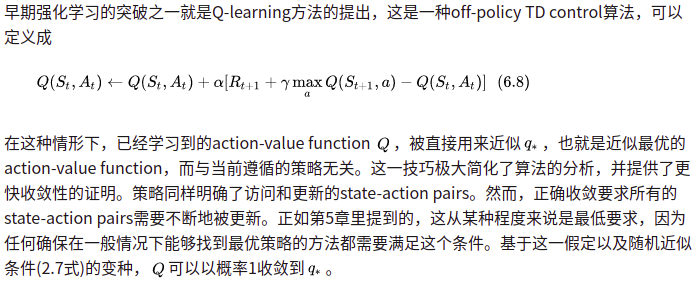 早期强化学习的突破之一就是Q-learning方法的提出，这是一种off-policy TD control算法，可以
定义成
Q(S_t, A_t) ← Q(S_t, A_t) + α[R_{t+1} + γ max_a Q(S_{t+1}, a) − Q(S_t, A_t)]   (6.8)
在这种情形下，已经学习到的action-value function Q ，被直接用来近似 q_* ，也就是近似最优的
action-value function，而与当前遵循的策略无关。这一技巧极大简化了算法的分析，并提供了更
快收敛性的证明。策略同样明确了访问和更新的state-action pairs。然而，正确收敛要求所有的
state-action pairs需要不断地被更新。正如第5章里提到的，这从某种程度来说是最低要求，因为
任何确保在一般情况下能够找到最优策略的方法都需要满足这个条件。基于这一假定以及随机近似
条件(2.7式)的变种， Q 可以以概率1收敛到 q_* 。